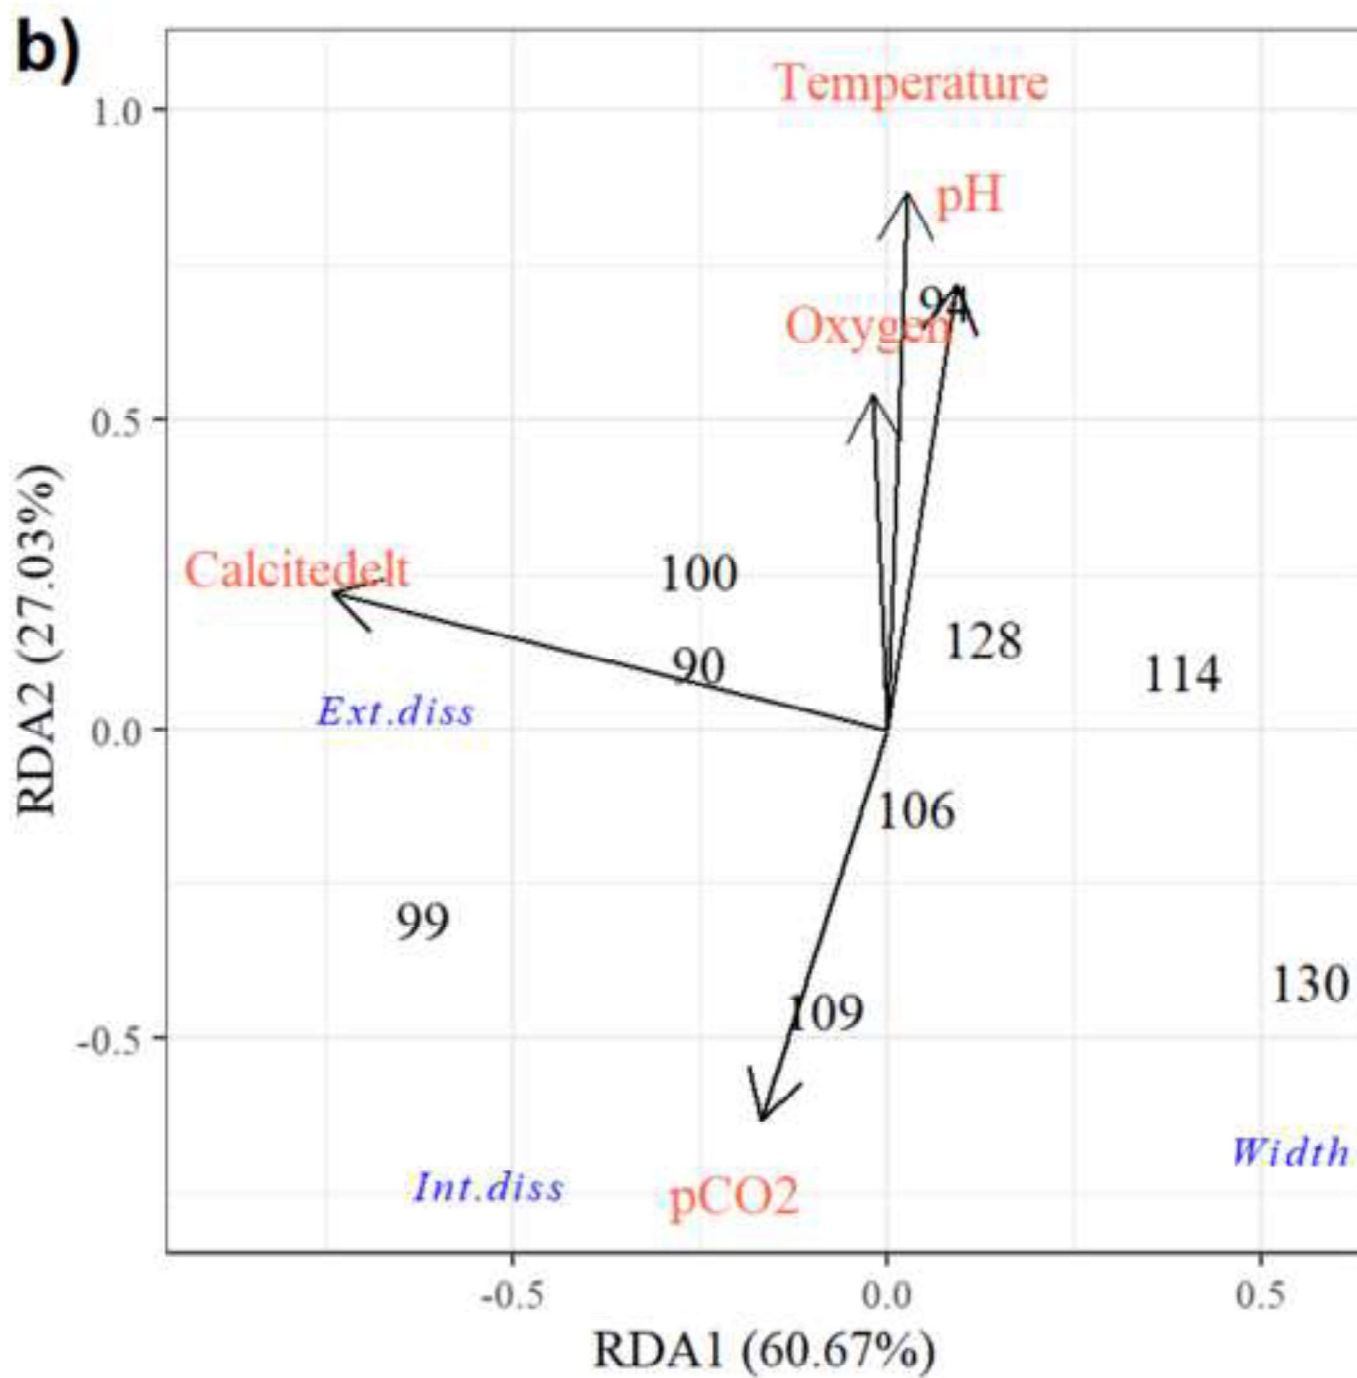 b)
Temperature
1.0
pH
94
Oxygen
0.5
Calcitedelt
100
128
90
114
Ext.diss
0.0
106
99
130
109
-0.5
Width
Int.diss
pCO2
-0.5
0.0
0.5
RDA1 (60.67%)
RDA2 (27.03%)